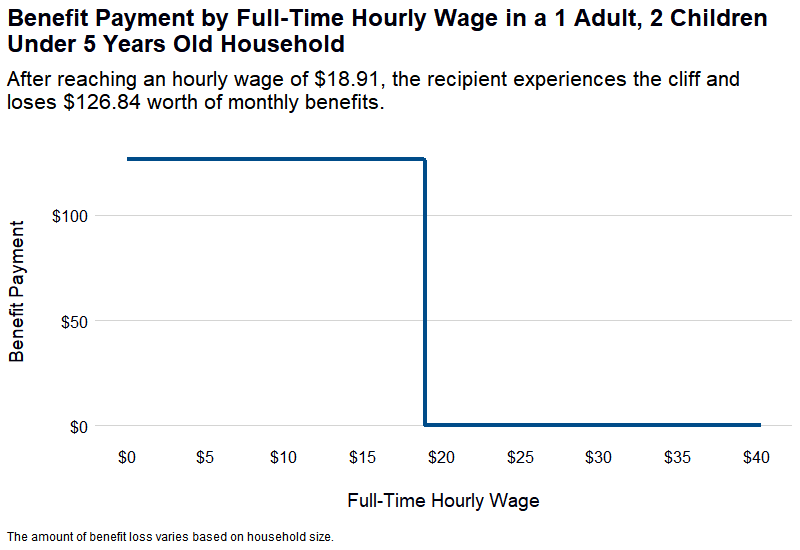 Benefit Payment by Full-Time Hourly Wage in a 1 Adult, 2 Children
Under 5 Years Old Household
After reaching an hourly wage of $18.91, the recipient experiences the cliff and
loses $126.84 worth of monthly benefits.
Benefit Payment
$100
$50
$0
$0 $5 $10 $15 $20 $25 $30 $35 $40
Full-Time Hourly Wage
The amount of benefit loss varies based on household size.